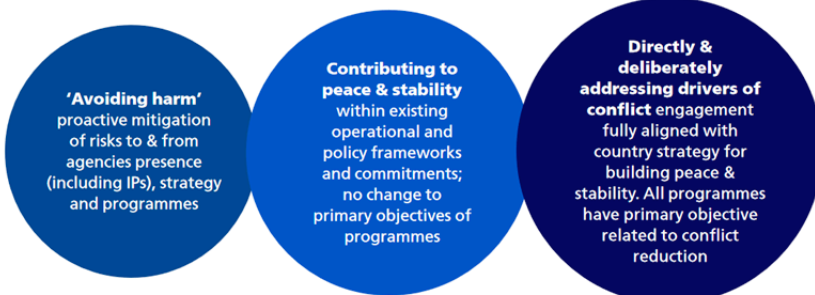 ‘Avoiding harm’
proactive mitigation
of risks to & from
agencies presence
(including IPs), strategy
and programmes
Contributing to
peace & stability
within existing
operational and
policy frameworks
and commitments;
no change to
primary objectives of
programmes
Directly &
deliberately
addressing drivers of
conflict engagement
fully aligned with
country strategy for
building peace &
stability. All programmes
have primary objective
related to conflict
reduction